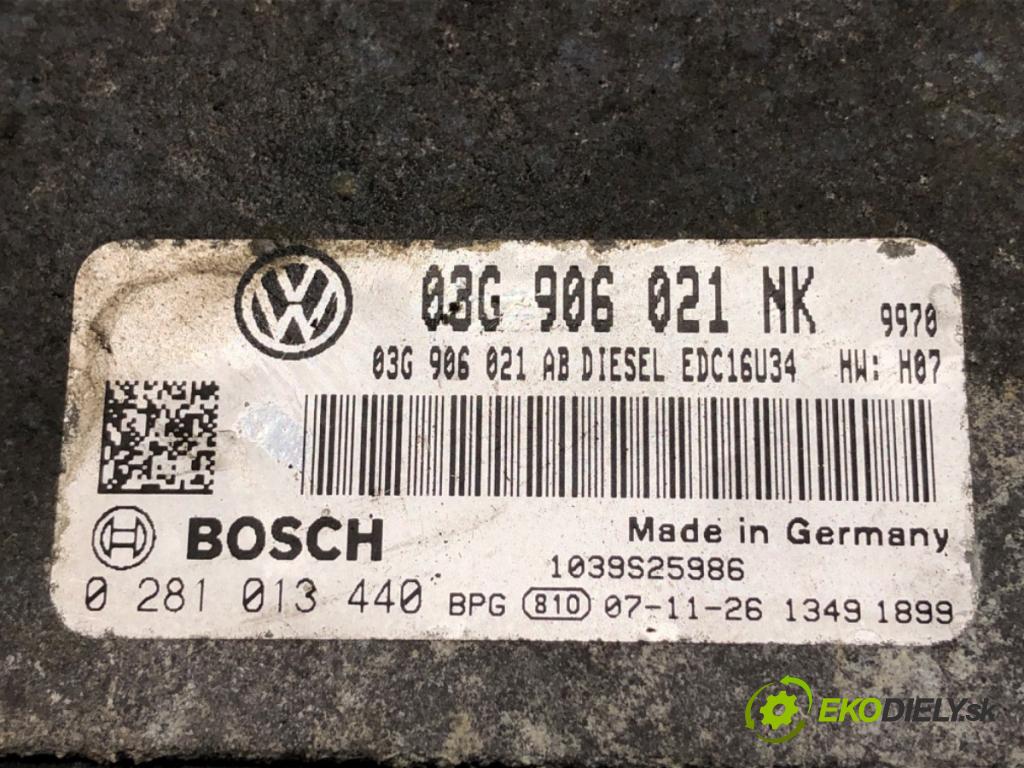 03G 906 021 NK 9970
03G 906 021 AB DIESEL EDC16U34 HW: H07
BOSCH
Made in Germany
1039S25986
0 281 013 440 BPG 810 07-11-26 1349 1899
EKODIELY.sk